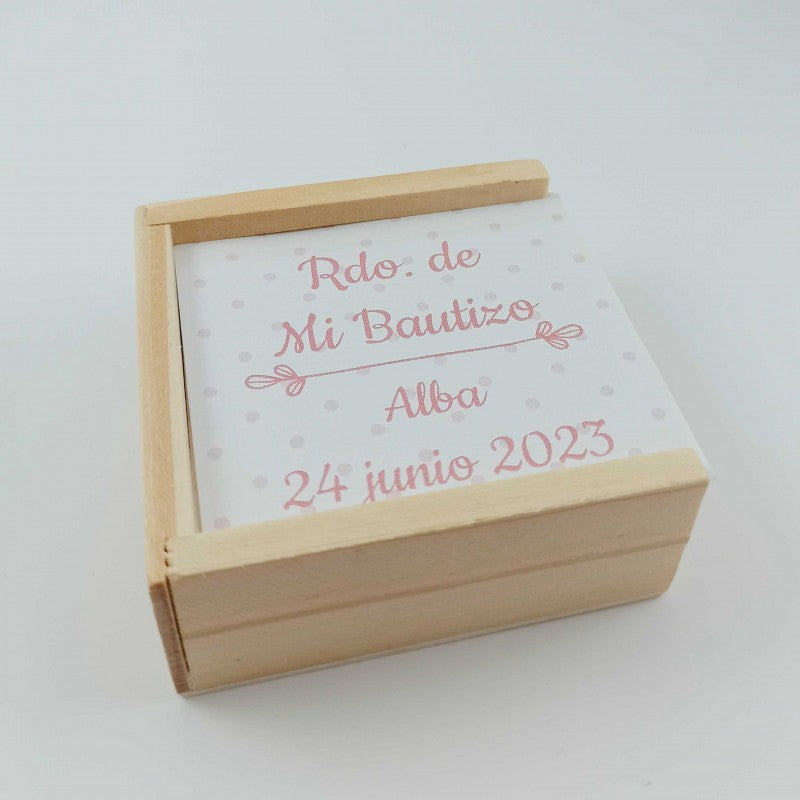 Rdo. de
Mi Bautizo
Alba
24 junio 2023